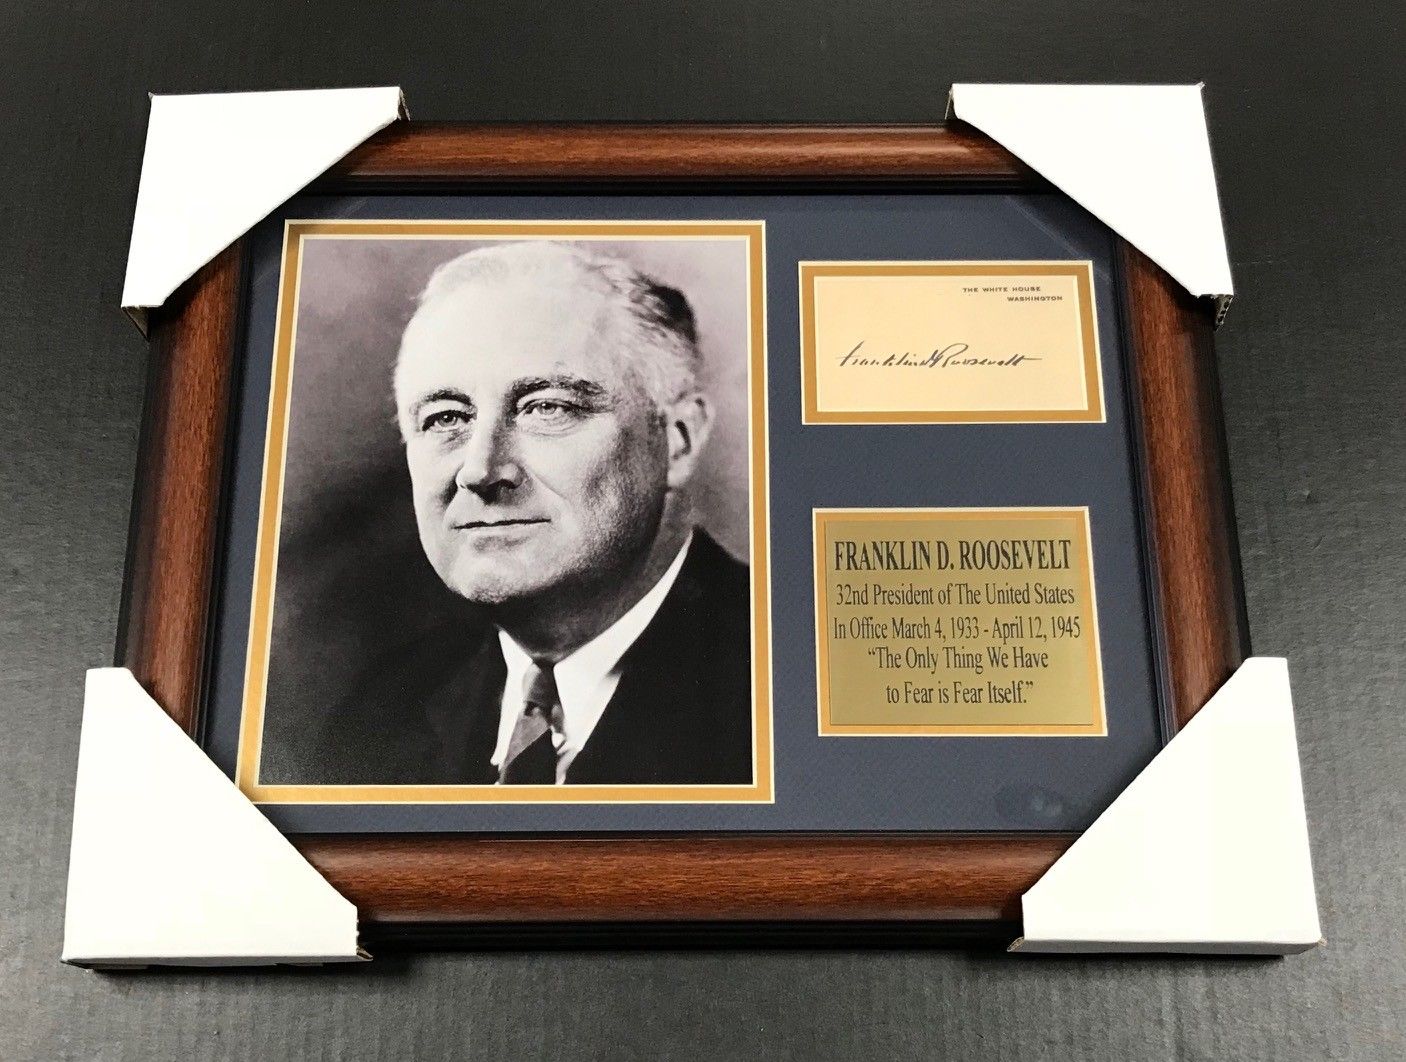 THE WHITE HOUSE
WASHINGTON
Franklin D Roosevelt
FRANKLIN D. ROOSEVELT
32nd President of The United States
In Office March 4, 1933 - April 12, 1945
“The Only Thing We Have
to Fear is Fear Itself.”